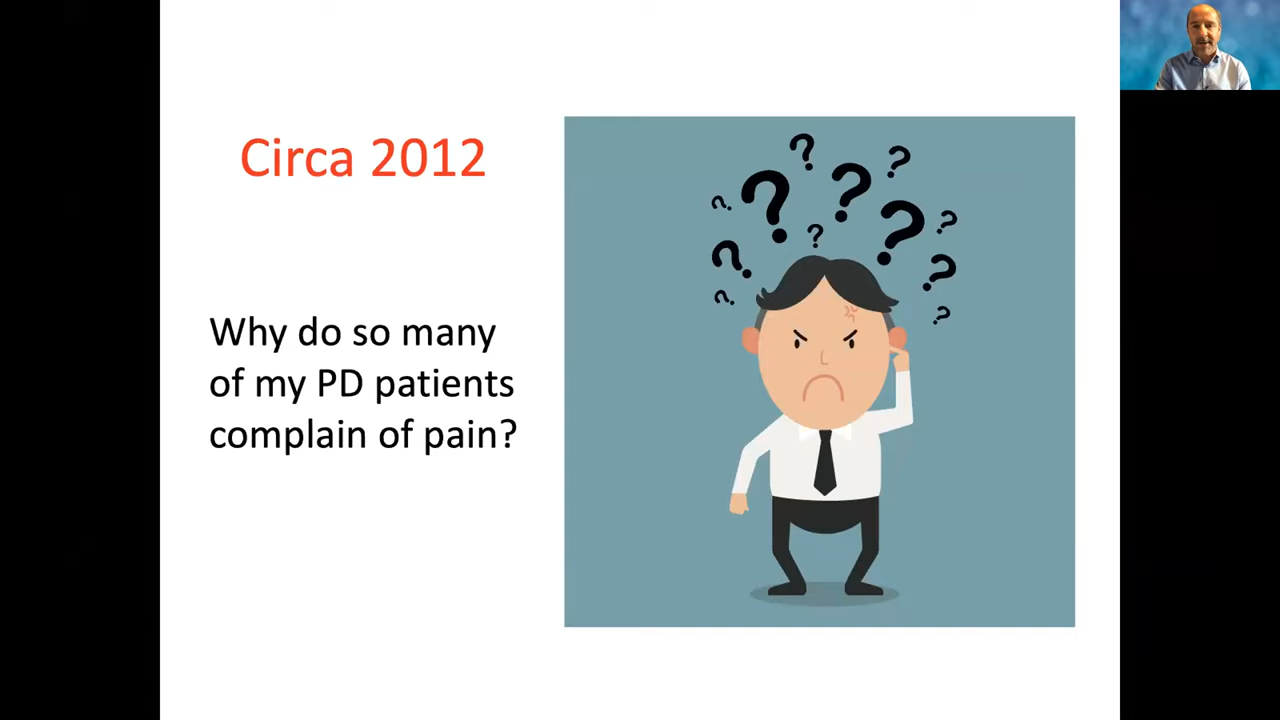 Circa 2012
Why do so many
of my PD patients
complain of pain?